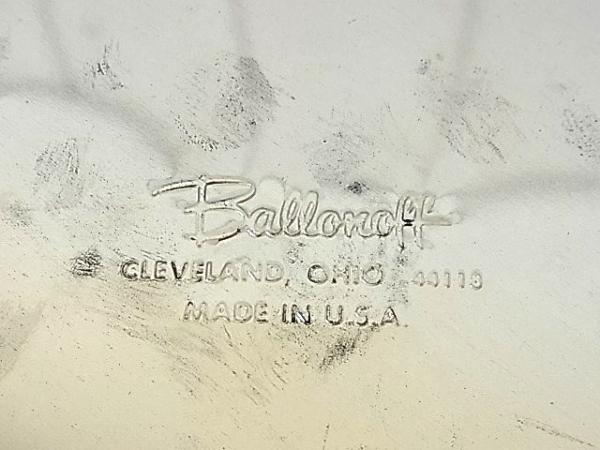 Ballonoff
CLEVELAND, OHIO 44113
MADE IN U.S.A.